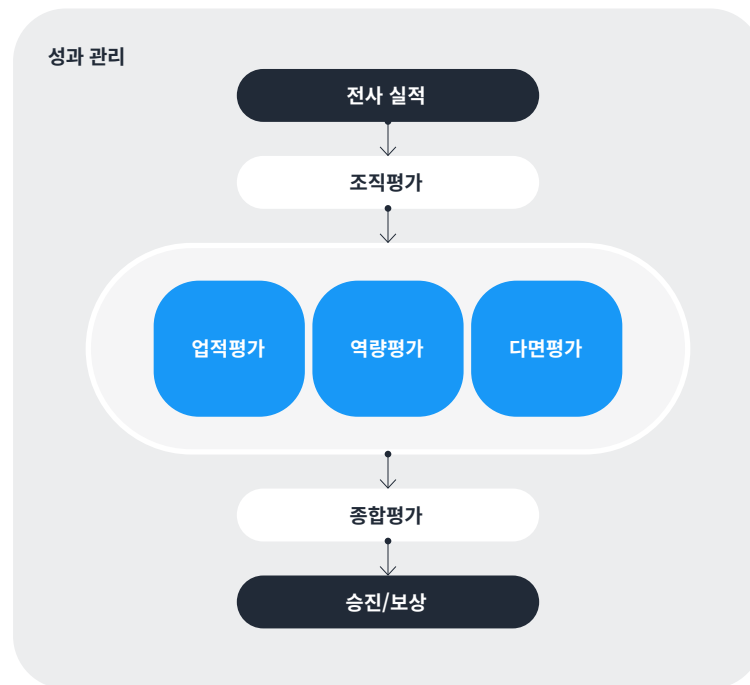 성과 관리
전사 실적
조직평가
업적평가
역량평가
다면평가
종합평가
승진/보상